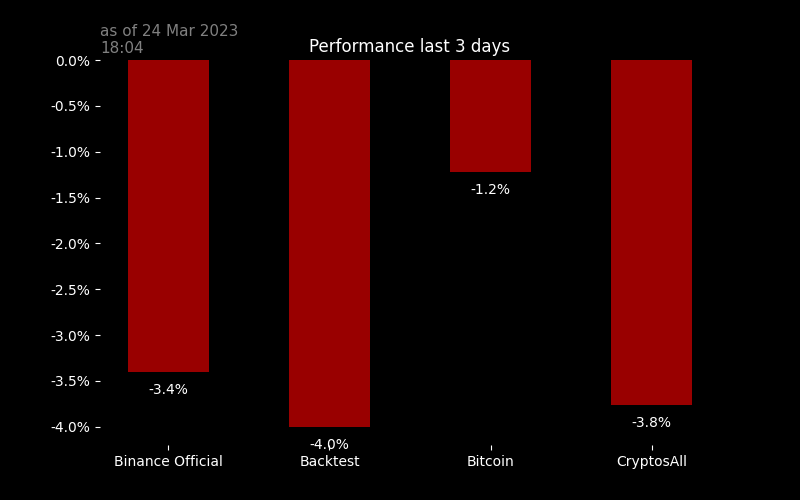 as of 24 Mar 2023
18:04
Performance last 3 days
0.0%
-0.5%
-1.0%
-1.5%
-2.0%
-2.5%
-3.0%
-3.5%
-4.0%
-3.4%
-4.0%
-1.2%
-3.8%
Binance Official
Backtest
Bitcoin
CryptosAll